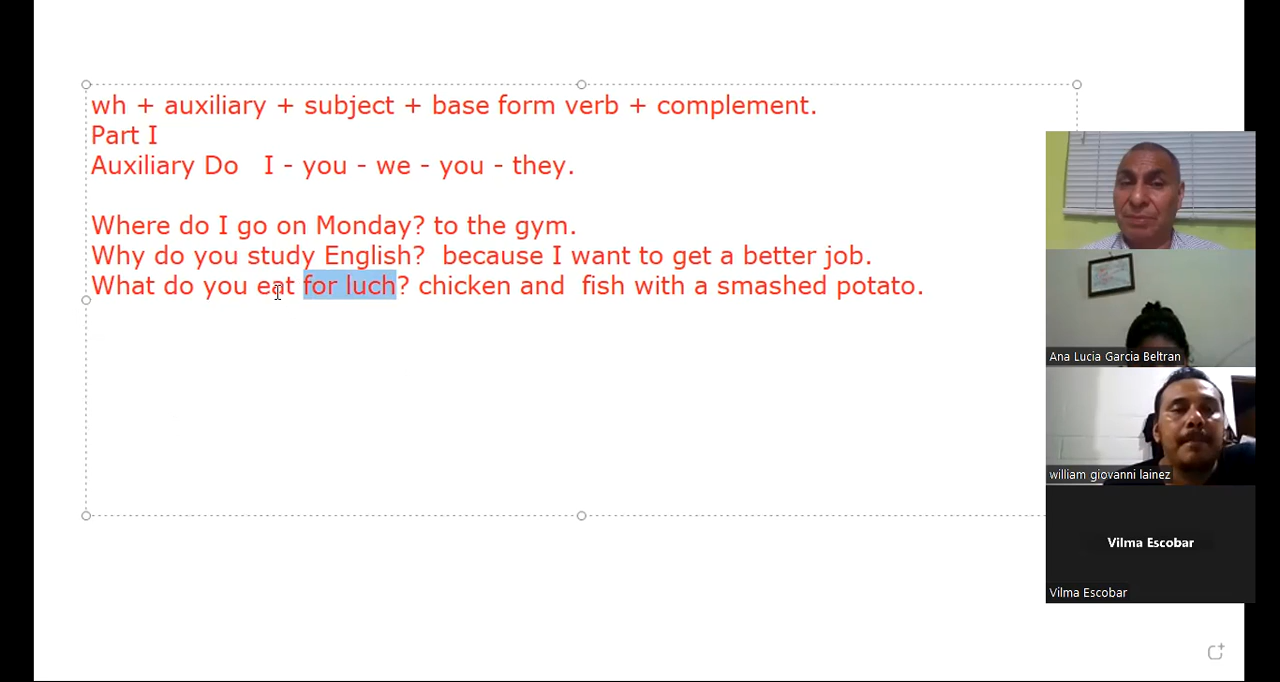 wh + auxiliary + subject + base form verb + complement.
Part I
Auxiliary Do   I - you - we - you - they.
Where do I go on Monday? to the gym.
Why do you study English?  because I want to get a better job.
What do you eat for luch? chicken and  fish with a smashed potato.
Ana Lucia Garcia Beltran
william giovanni lainez
Vilma Escobar
Vilma Escobar